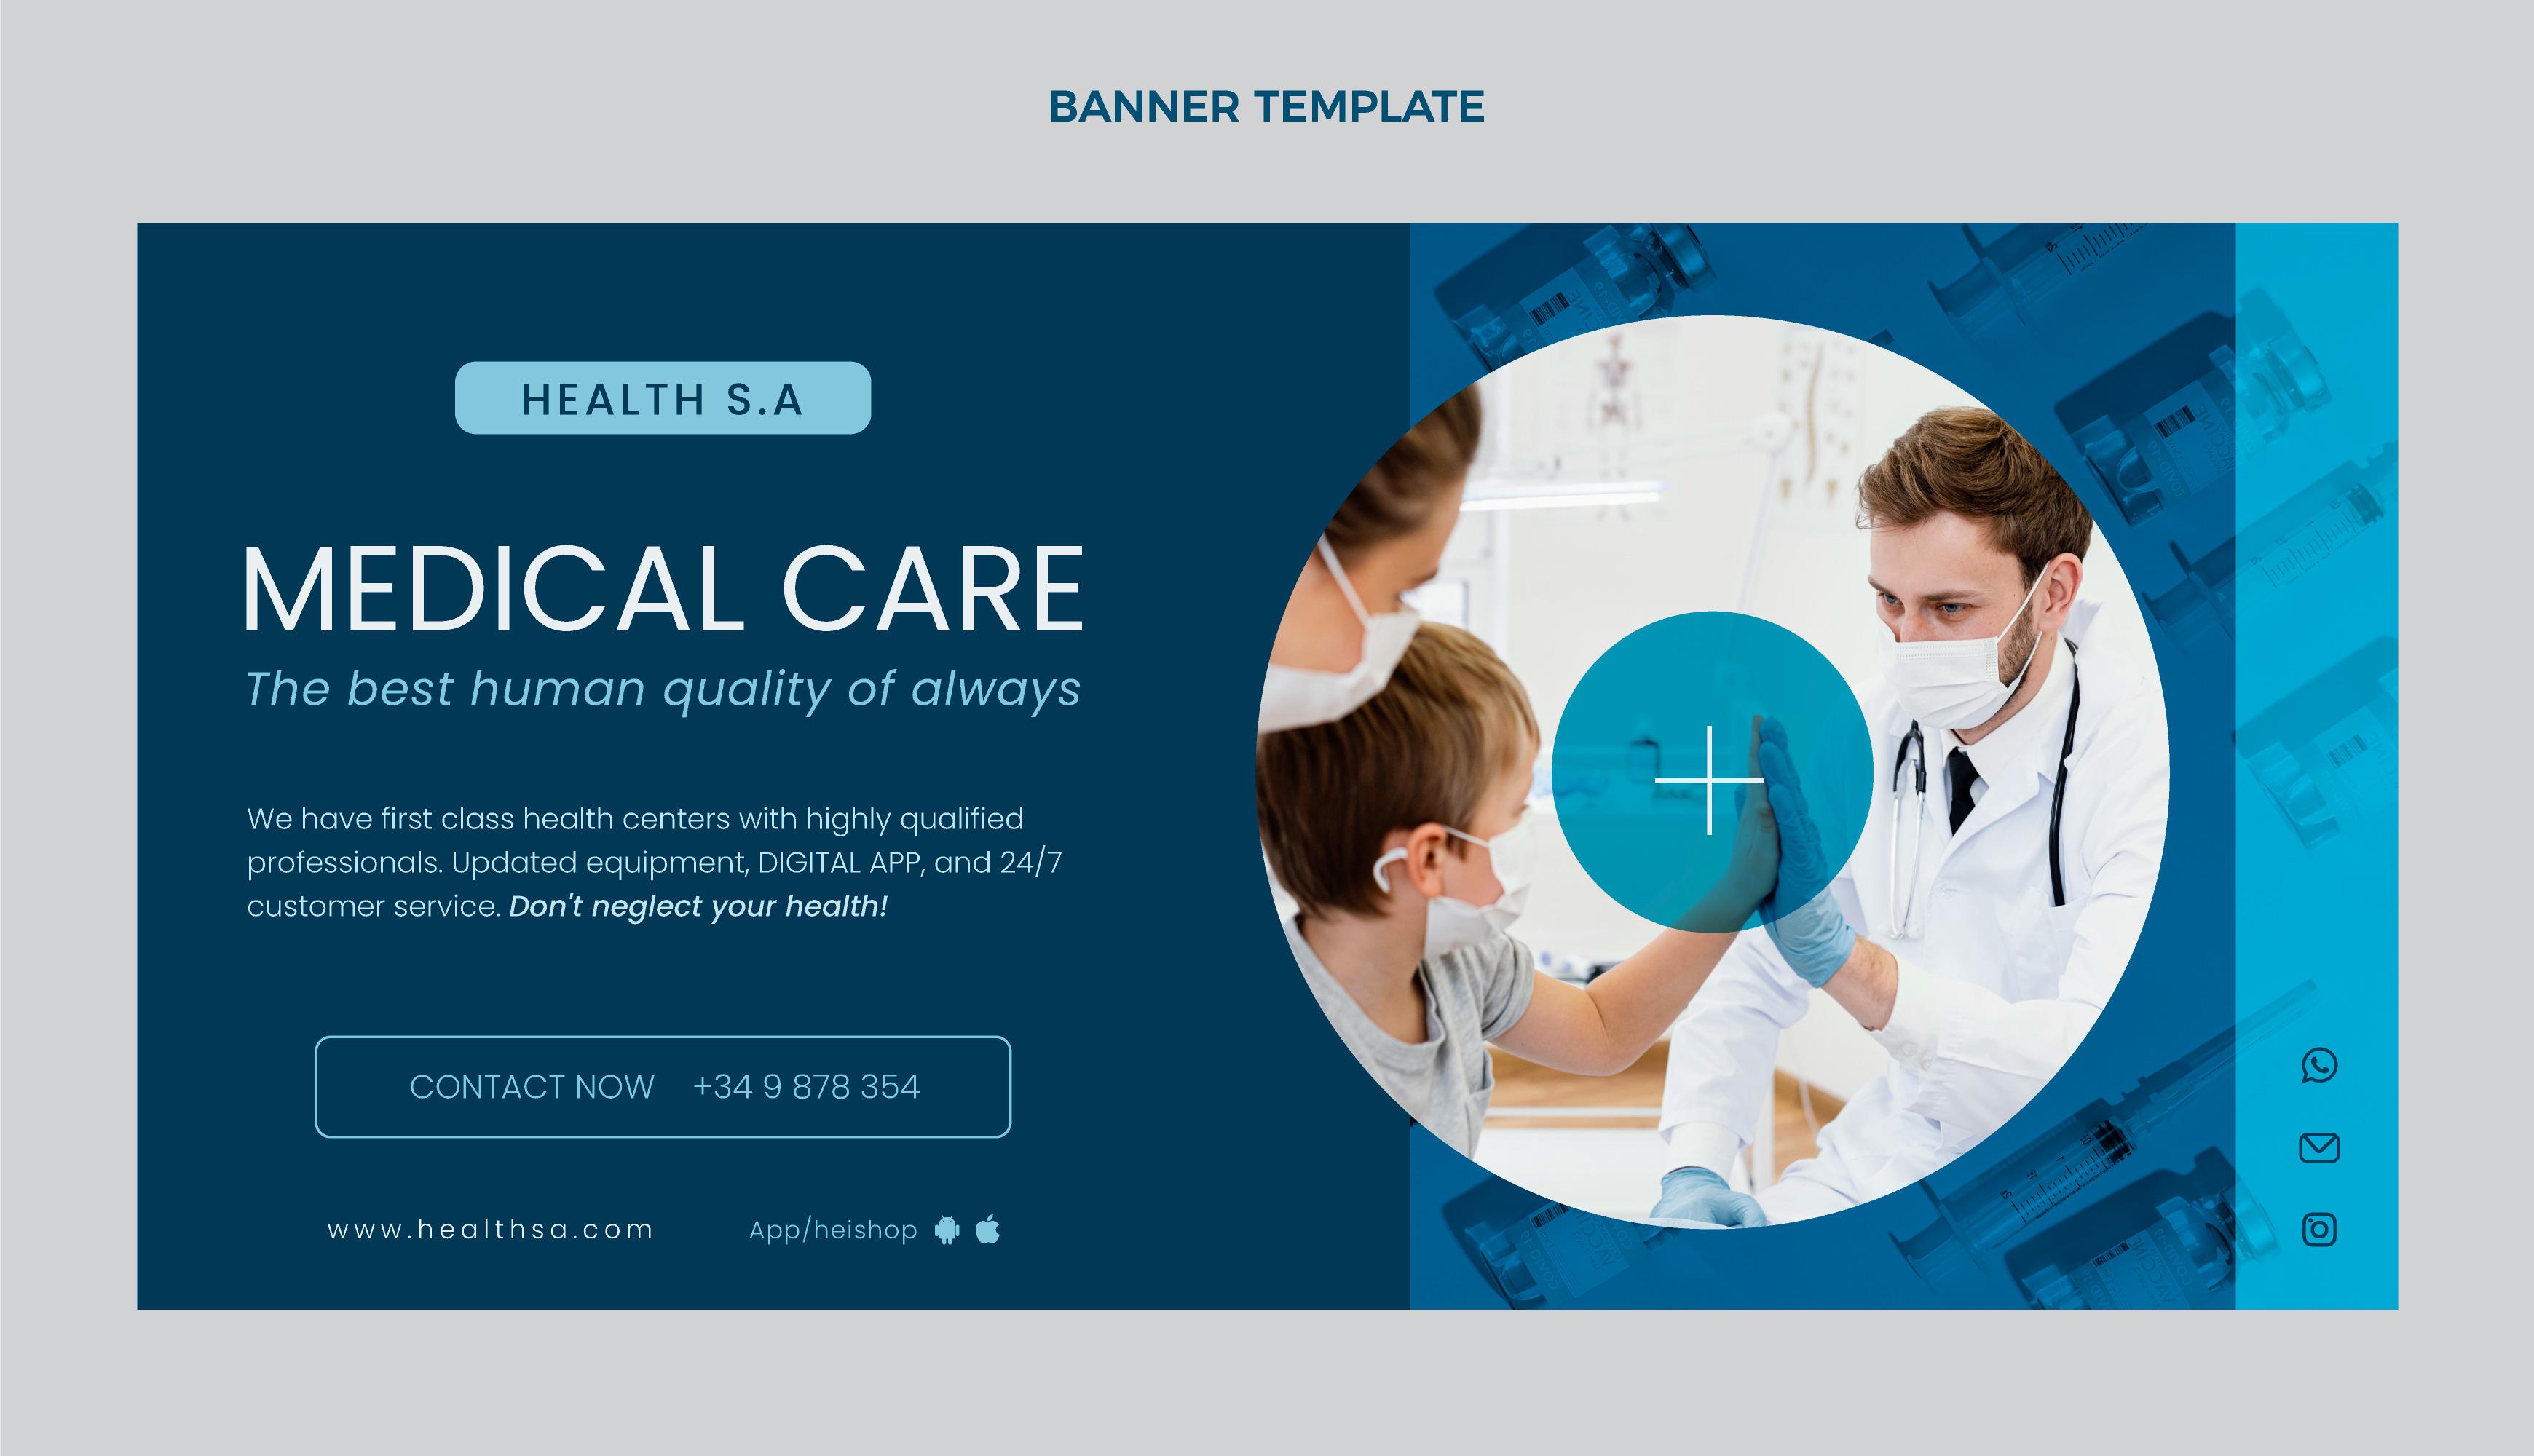 BANNER TEMPLATE
HEALTH S.A
MEDICAL CARE
The best human quality of always
We have first class health centers with highly qualified
professionals. Updated equipment, DIGITAL APP, and 24/7
customer service. Don't neglect your health!
CONTACT NOW +34 9 878 354
www.healthsa.com App/heishop